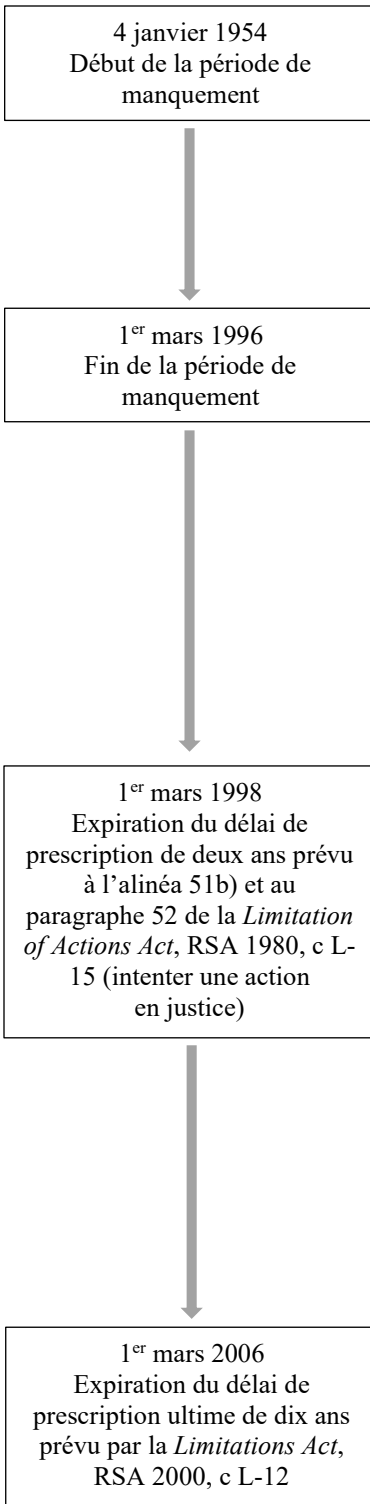 4 janvier 1954
Début de la période de
manquement
1er mars 1996
Fin de la période de
manquement
1er mars 1998
Expiration du délai de
prescription de deux ans prévu
à l’alinéa 51b) et au
paragraphe 52 de la Limitation
of Actions Act, RSA 1980, c L-
15 (intenter une action
en justice)
1er mars 2006
Expiration du délai de
prescription ultime de dix ans
prévu par la Limitations Act,
RSA 2000, c L-12